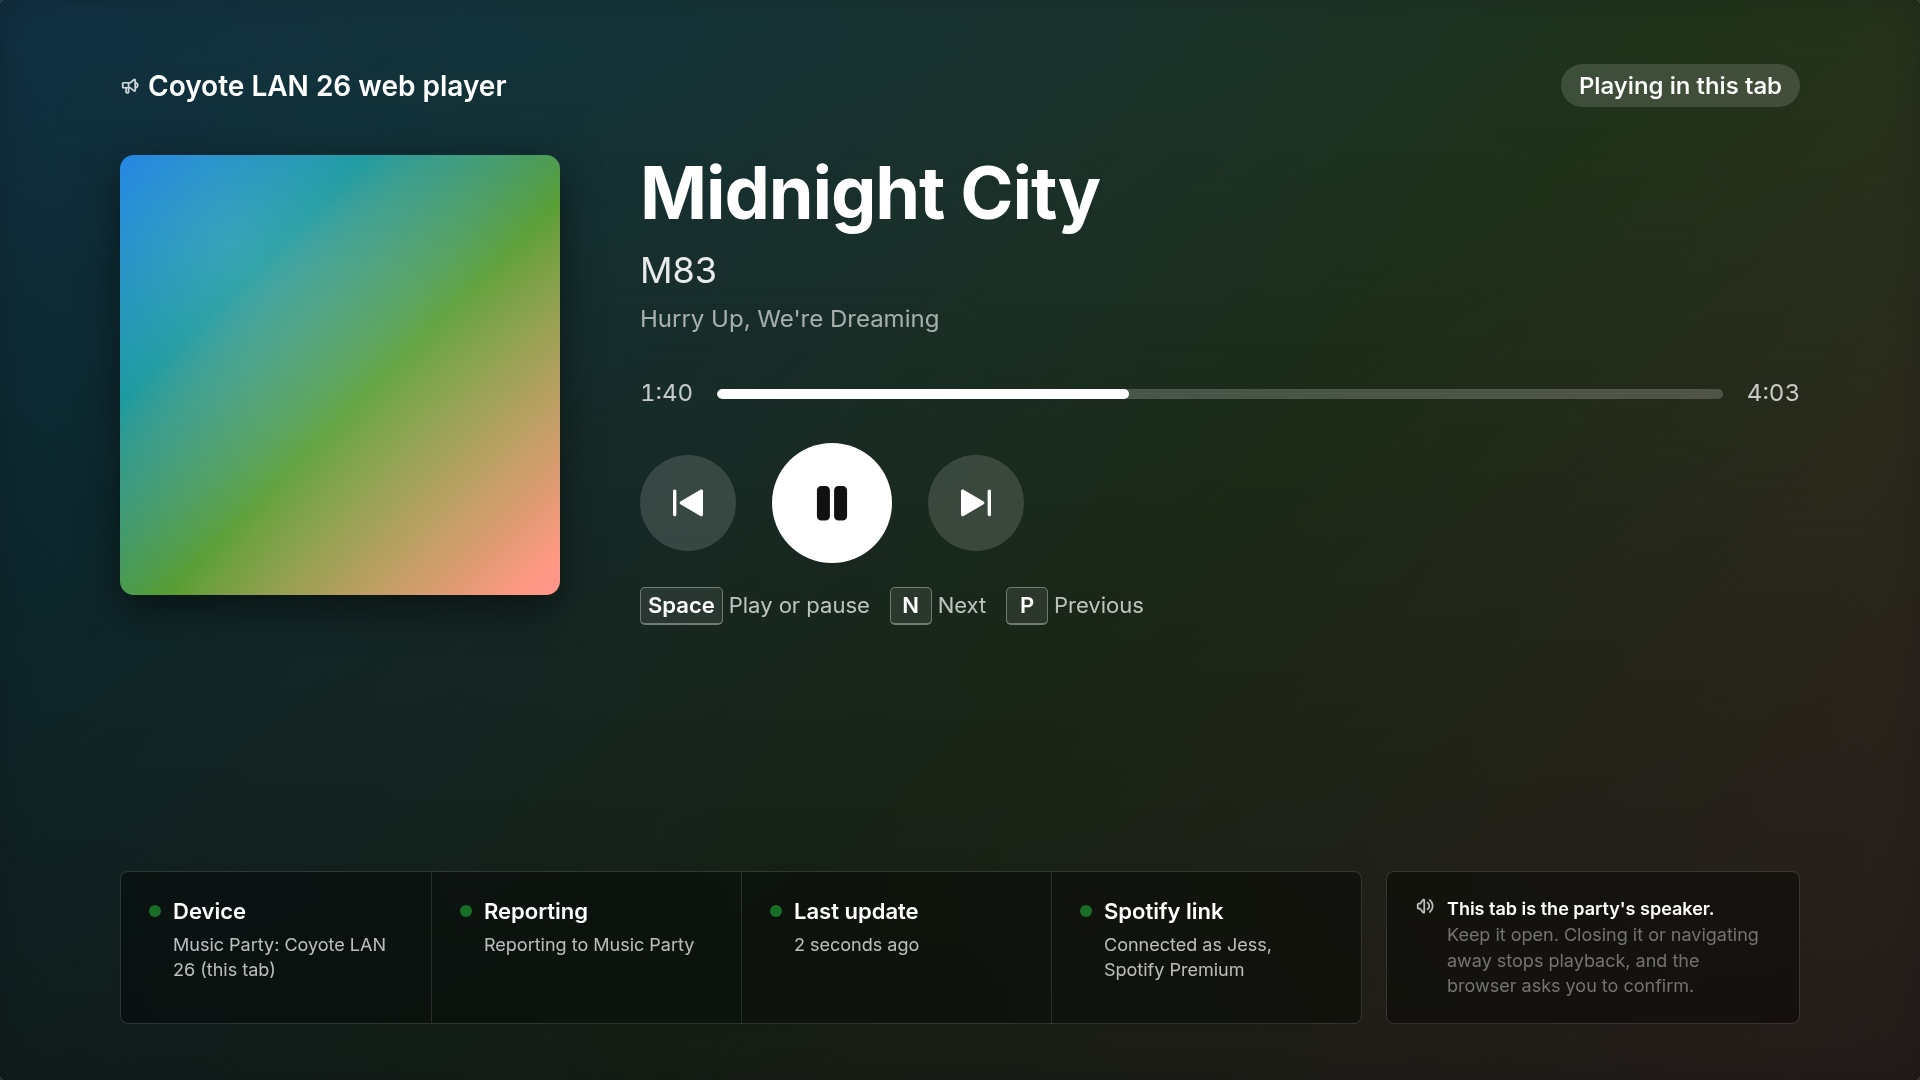 Coyote LAN 26 web player
Playing in this tab
Midnight City
M83
Hurry Up, We're Dreaming
1:40
4:03
Space Play or pause N Next P Previous
Device
Music Party: Coyote LAN
26 (this tab)
Reporting
Reporting to Music Party
Last update
2 seconds ago
Spotify link
Connected as Jess,
Spotify Premium
This tab is the party's speaker.
Keep it open. Closing it or navigating
away stops playback, and the
browser asks you to confirm.